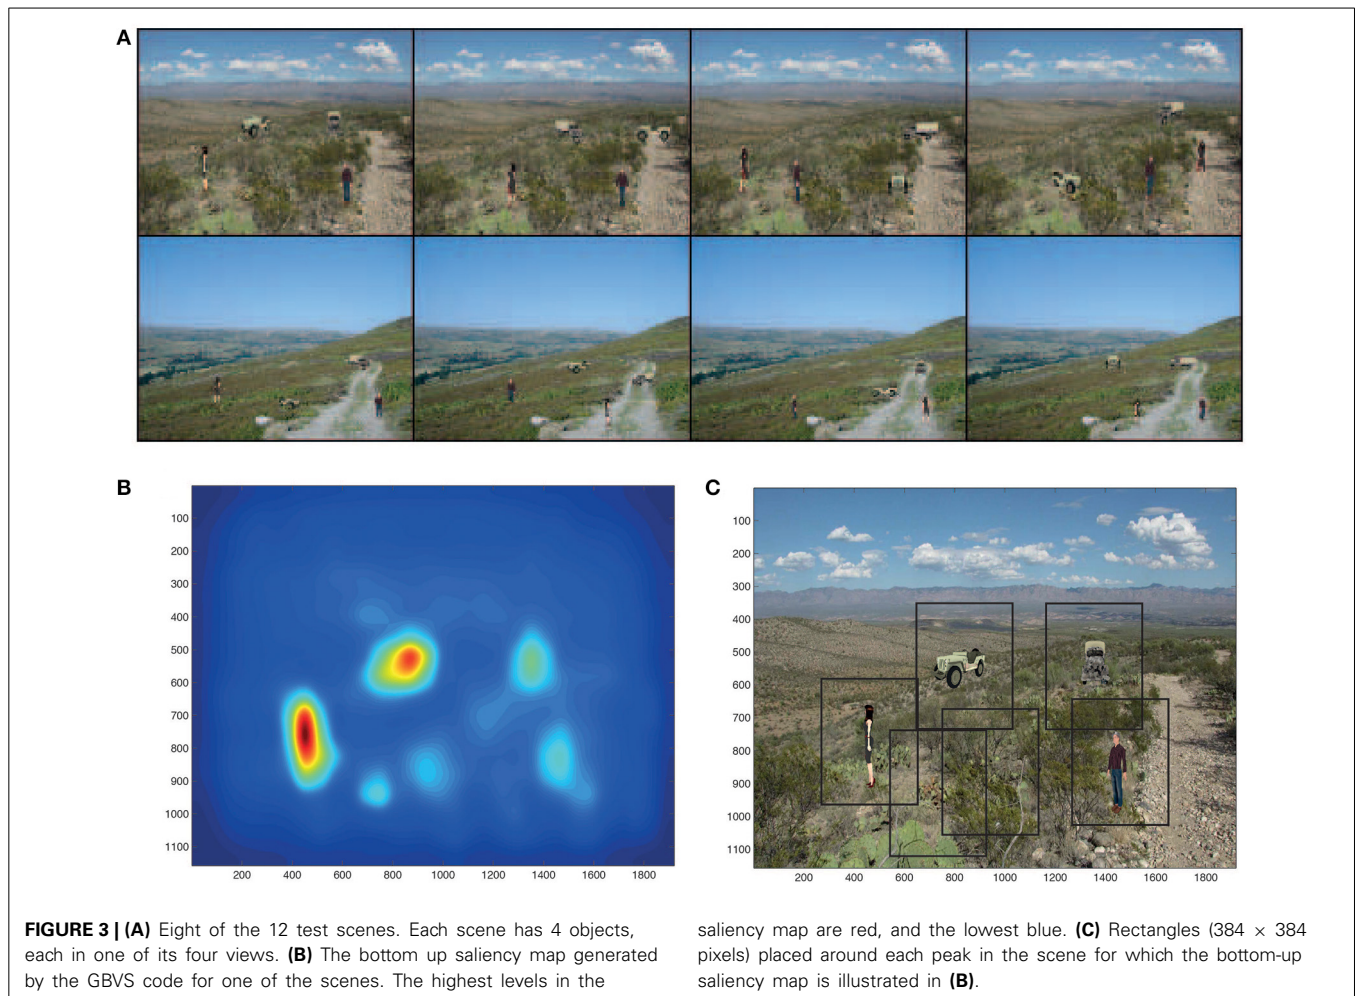 A
B
100
200
300
400
500
600
700
800
900
1000
1100
200 400 600 800 1000 1200 1400 1600 1800
C
100
200
300
400
500
600
700
800
900
1000
1100
200 400 600 800 1000 1200 1400 1600 1800
FIGURE 3 | (A) Eight of the 12 test scenes. Each scene has 4 objects,
each in one of its four views. (B) The bottom up saliency map generated
by the GBVS code for one of the scenes. The highest levels in the
saliency map are red, and the lowest blue. (C) Rectangles (384 × 384
pixels) placed around each peak in the scene for which the bottom-up
saliency map is illustrated in (B).